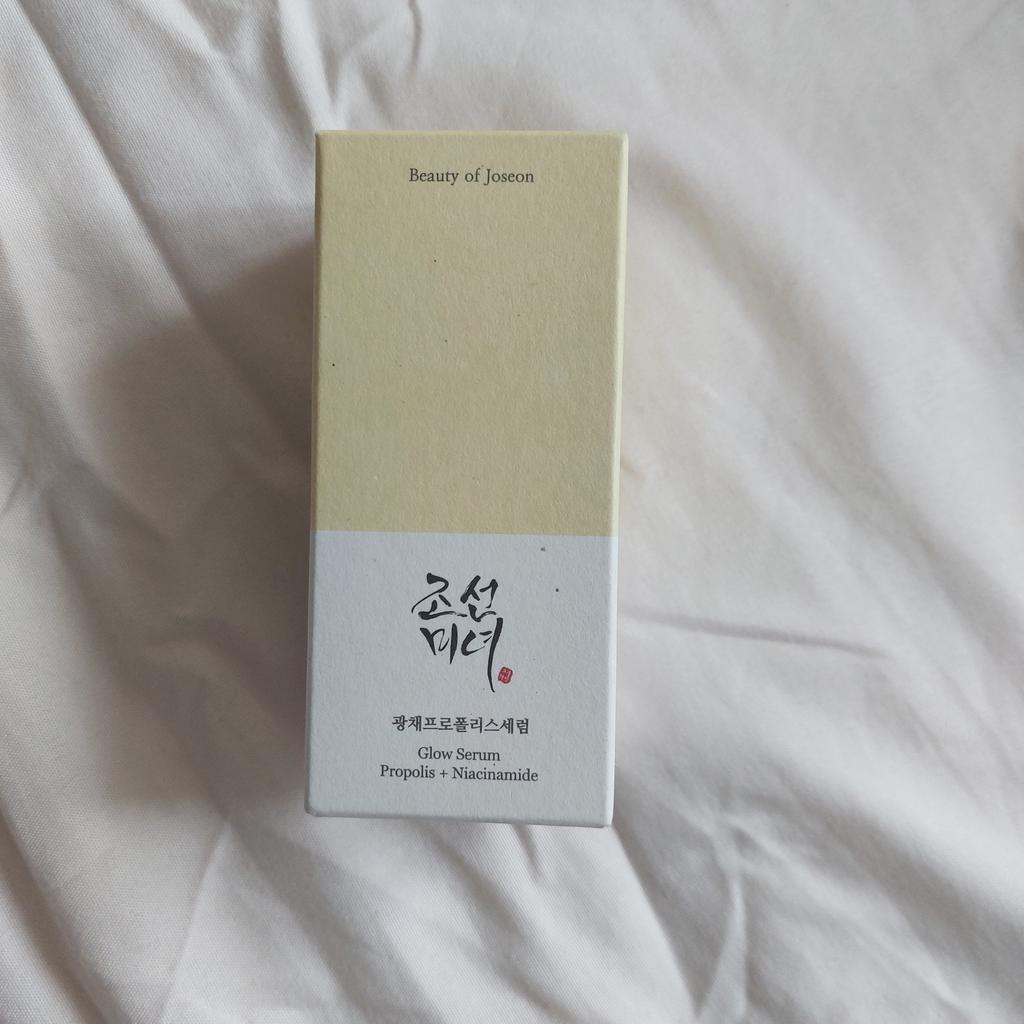 Beauty of Joseon
조선
미녀
광채프로폴리스세럼
Glow Serum
Propolis + Niacinamide